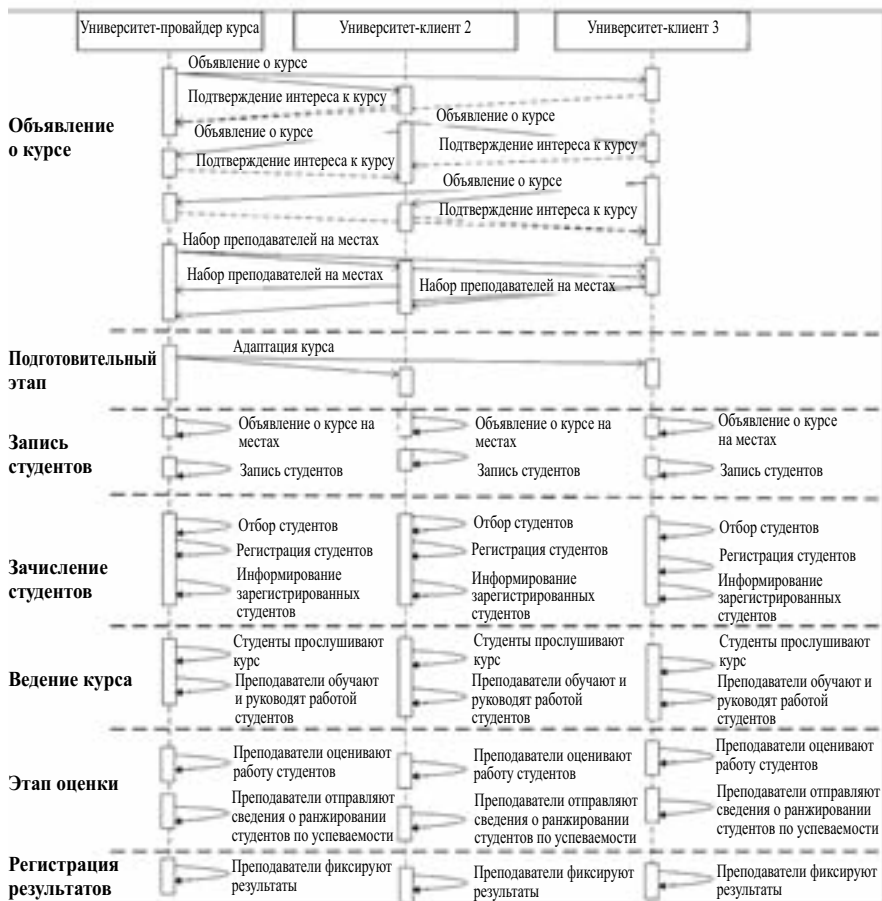 Университет-провайдер курса
Университет-клиент 2
Университет-клиент 3
Объявление
о курсе
Объявление о курсе
Подтверждение интереса к курсу
Объявление о курсе
Объявление о курсе
Подтверждение интереса к курсу
Подтверждение интереса к курсу
Объявление о курсе
Подтверждение интереса к курсу
Набор преподавателей на местах
Набор преподавателей на местах
Набор преподавателей на местах
Подготовительный
этап
Адаптация курса
Запись
студентов
Объявление о курсе на
местах
Запись студентов
Объявление о курсе на
местах
Запись студентов
Объявление о курсе
на местах
Запись студентов
Зачисление
студентов
Отбор студентов
Регистрация студентов
Информирование
зарегистрированных
студентов
Отбор студентов
Регистрация студентов
Информирование
зарегистрированных
студентов
Отбор студентов
Регистрация студентов
Информирование
зарегистрированных
студентов
Ведение курса
Студенты прослушивают
курс
Преподаватели обучают
и руководят работой
студентов
Студенты прослушивают
курс
Преподаватели обучают и
руководят работой
студентов
Студенты прослушивают
курс
Преподаватели обучают и
руководят работой
студентов
Этап оценки
Преподаватели оценивают
работу студентов
Преподаватели отправляют
сведения о ранжировании
студентов по успеваемости
Преподаватели оценивают
работу студентов
Преподаватели отправляют
сведения о ранжировании
студентов по успеваемости
Преподаватели оценивают
работу студентов
Преподаватели отправляют
сведения о ранжировании
студентов по успеваемости
Регистрация
результатов
Преподаватели фиксируют
результаты
Преподаватели фиксируют
результаты
Преподаватели фиксируют
результаты